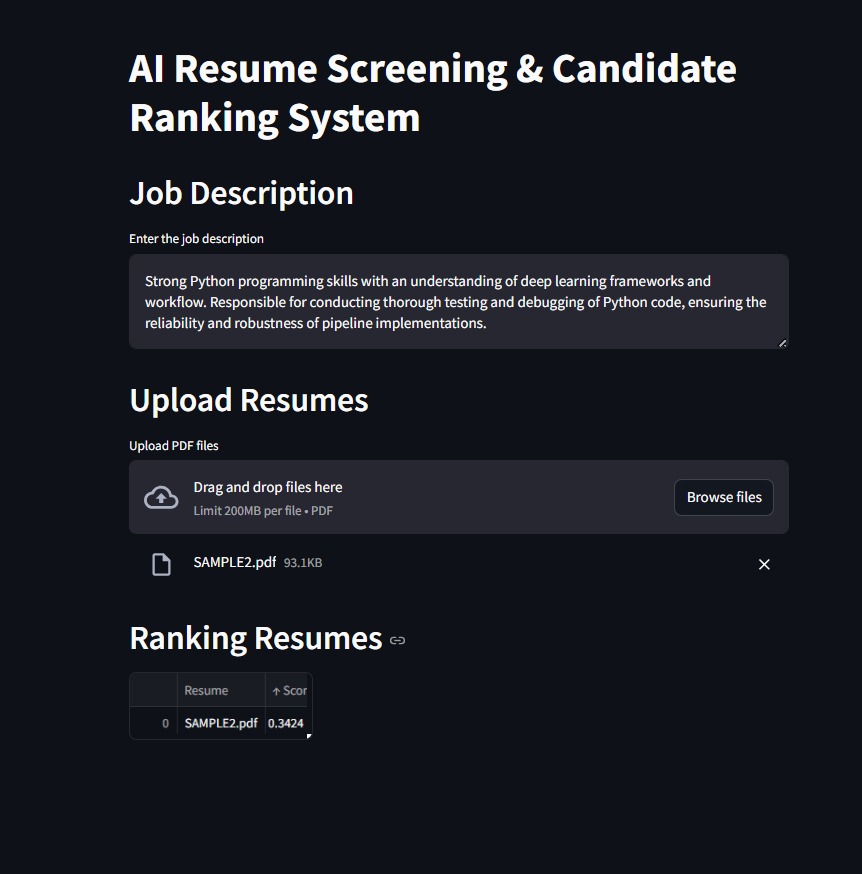 AI Resume Screening & Candidate
Ranking System
Job Description
Enter the job description
Strong Python programming skills with an understanding of deep learning frameworks and
workflow. Responsible for conducting thorough testing and debugging of Python code, ensuring the
reliability and robustness of pipeline implementations.
Upload Resumes
Upload PDF files
Drag and drop files here
Limit 200MB per file • PDF
Browse files
SAMPLE2.pdf 93.1KB
Ranking Resumes
Resume ↑ Scor
0 SAMPLE2.pdf 0.3424